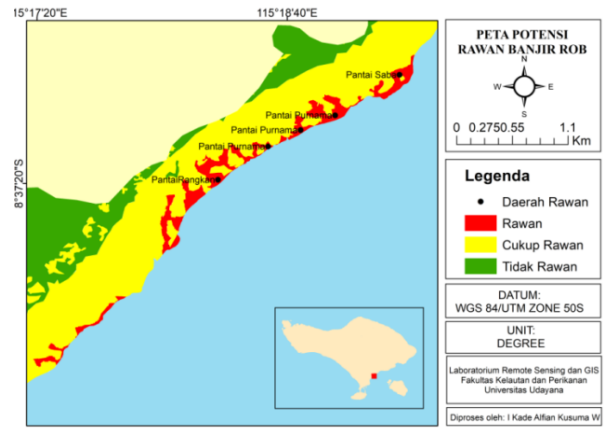 15°17'20"E
115°18'40"E
8°37'20"S
Pantai Saba
Pantai Purnama
Pantai Purnama
Pantai Purnama
PantaiRangkan
PETA POTENSI
RAWAN BANJIR ROB
N
W
E
S
0 0.2750.55 1.1
Km
Legenda
Daerah Rawan
Rawan
Cukup Rawan
Tidak Rawan
DATUM:
WGS 84/UTM ZONE 50S
UNIT:
DEGREE
Laboratorium Remote Sensing dan GIS
Fakultas Kelautan dan Perikanan
Universitas Udayana
Diproses oleh: I Kade Alfian Kusuma W